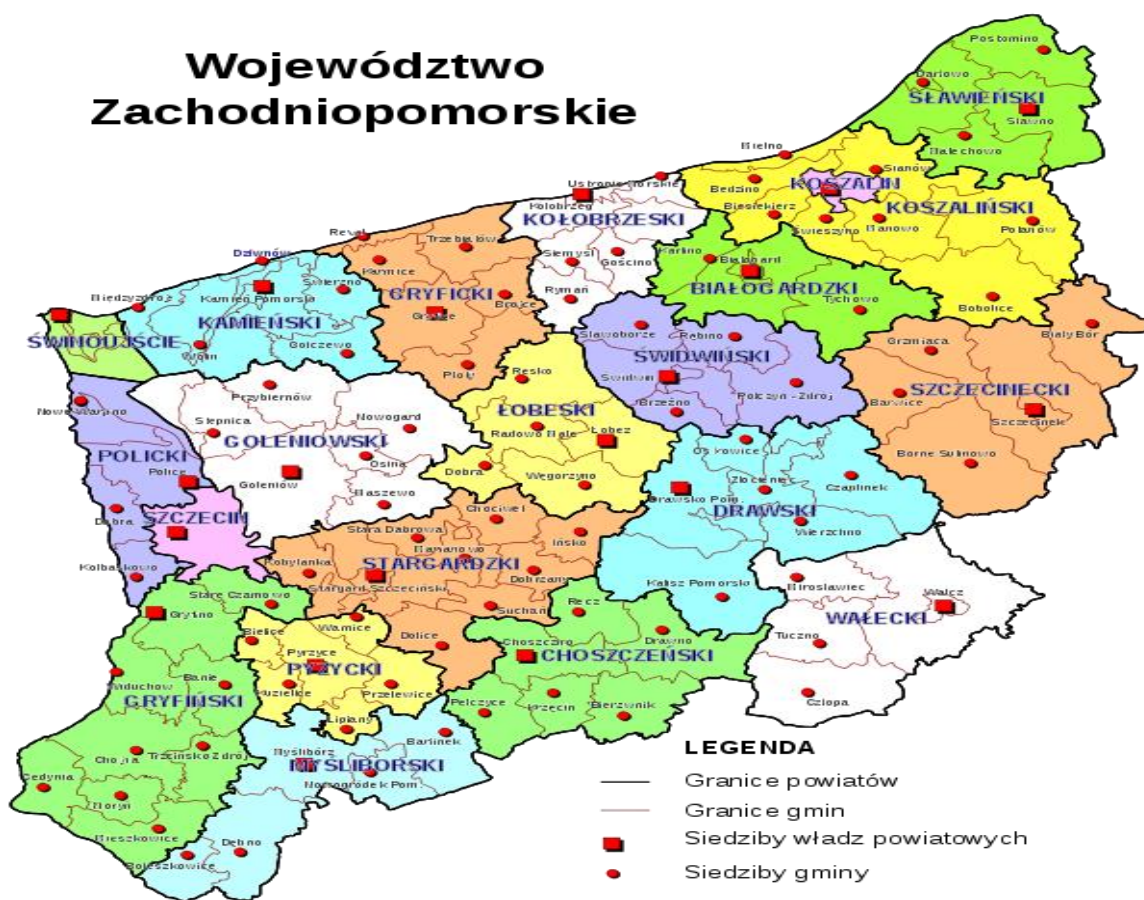 Województwo
Zachodniopomorskie
Postomino
Darłowo
SŁAWIEŃSKI
Sławno
Malechowo
Mielno
Sianów
Ustronie Morskie
Będzino
KOSZALIN
Kołobrzeg
KOŁOBRZESKI
Biesiekierz
KOSZALIŃSKI
Świeszyno
Manowo
Polanów
Rewal
Trzebiatów
Dziwnów
Siemyśl
Gościno
Karlino
Białogard
Karnice
BIAŁOGARDZKI
Świerzno
Rymań
Tychowo
Międzyzdroje
Kamień Pomorski
GRYFICKI
Brojce
Bobolice
KAMIEŃSKI
Gryfice
Sławoborze
Rąbino
Biały Bór
ŚWINOUJŚCIE
Golczewo
Grzmiąca
Wolin
ŚWIDWIŃSKI
Płoty
Resko
Świdwin
SZCZECINECKI
Przybiernów
Połczyn-Zdrój
Barwice
Nowe Warpno
Brzeżno
Stepnica
Nowogard
ŁOBESKI
Szczecinek
GOLENIOWSKI
Radowo Małe
Łobez
POLICKI
Ostrowice
Borne Sulinowo
Osina
Police
Dobra
Węgorzyno
Złocieniec
Czaplinek
Goleniów
Maszewo
Drawsko Pom.
Chociwel
DRAWSKI
Dobra
SZCZECIN
Stara Dąbrowa
Ińsko
Wierzchno
Marianowo
Kobylanka
STARGARDZKI
Kołbaskowo
Dobrzany
Stargard Szczeciński
Kalisz Pomorski
Mirosławiec
Stare Czarnowo
Wałcz
Gryfino
Suchań
Recz
WAŁECKI
Warnice
Bielice
Dolice
Choszczno
Drawno
Tuczno
Pyrzyce
CHOSZCZEŃSKI
PYZYCKI
Widuchowa
Banie
Kozielice
Przelewice
GRYFIŃSKI
Pełczyce
Krzęcin
Bierzwnik
Człopa
Lipiany
Barlinek
Myślibórz
Chojna
Trzcińsko Zdrój
MYŚLIBORSKI
Cedynia
Nowogródek Pom.
Moryń
Mieszkowice
Dębno
Boleszkowice
LEGENDA
Granice powiatów
Granice gmin
Siedziby władz powiatowych
Siedziby gminy